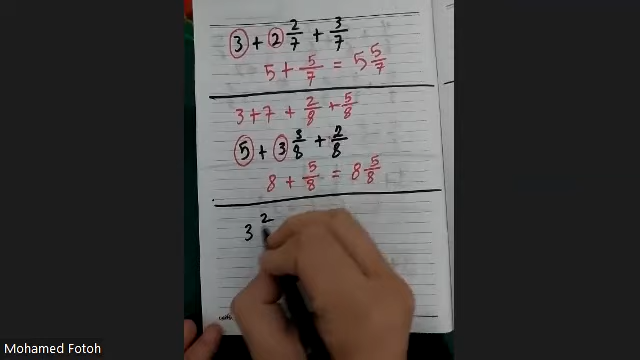 3 + 2 2/7 + 3/7
5 + 5/7 = 5 5/7
3 + 7 + 2/8 + 5/8
5 + 3 3/8 + 2/8
8 + 5/8 = 8 5/8
3 2
Mohamed Fotoh